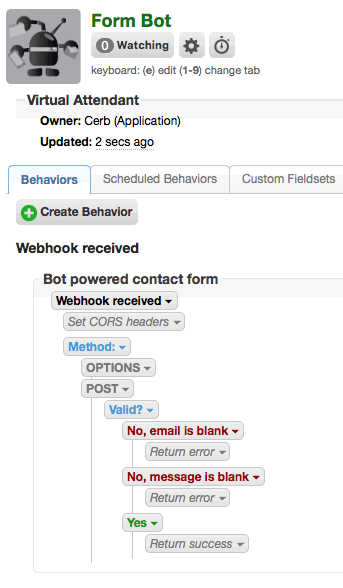 Form Bot
0 Watching
keyboard: (e) edit (1-9) change tab
Virtual Attendant
Owner: Cerb (Application)
Updated: 2 secs ago
Behaviors Scheduled Behaviors Custom Fieldsets
Create Behavior
Webhook received
Bot powered contact form
Webhook received
Set CORS headers
Method:
OPTIONS
POST
Valid?
No, email is blank
Return error
No, message is blank
Return error
Yes
Return success